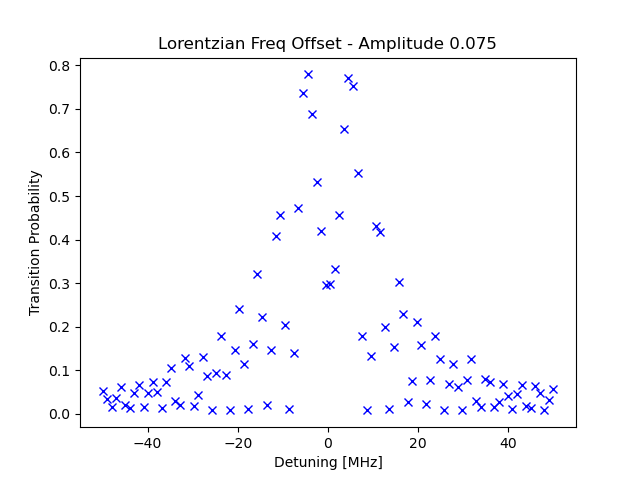 Lorentzian Freq Offset - Amplitude 0.075
Transition Probability
0.8
0.7
0.6
0.5
0.4
0.3
0.2
0.1
0.0
−40 −20 0 20 40
Detuning [MHz]